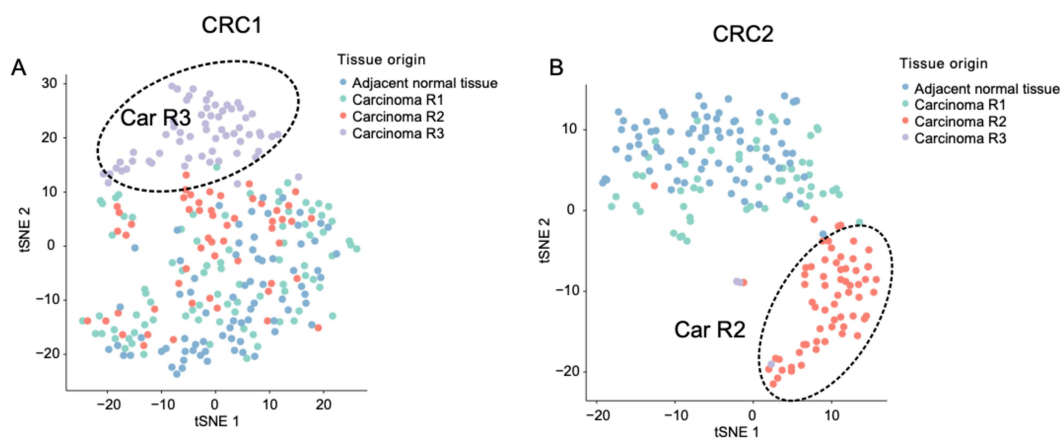 CRC1
A
Tissue origin
Adjacent normal tissue
Carcinoma R1
Carcinoma R2
Carcinoma R3
Car R3
30
20
10
0
−10
−20
tSNE 2
−20
−10
0
10
20
tSNE 1
CRC2
B
Tissue origin
Adjacent normal tissue
Carcinoma R1
Carcinoma R2
Carcinoma R3
Car R2
10
0
−10
−20
tSNE 2
−20
−10
0
10
tSNE 1